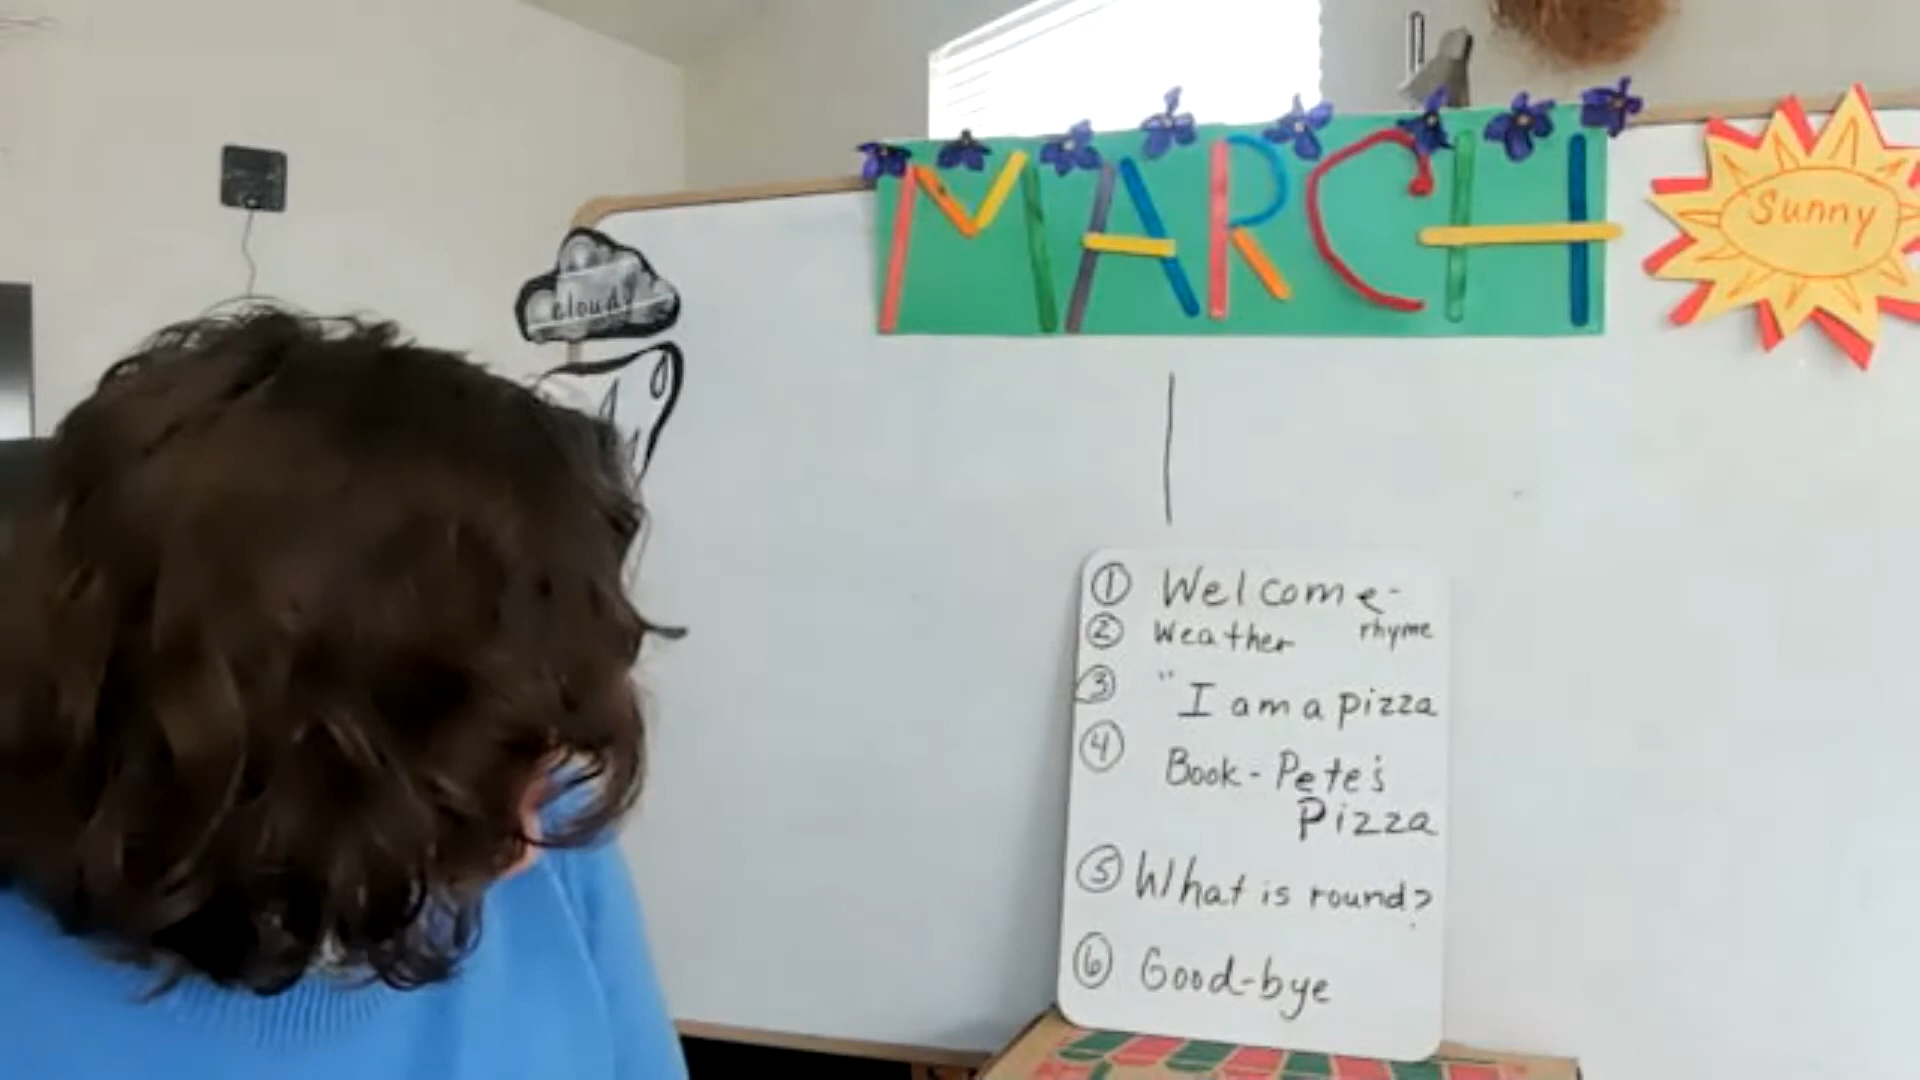 MARCH
Sunny
cloudy
① Welcome-
② Weather rhyme
③ " I am a pizza
④ Book - Pete's
Pizza
⑤ What is round?
⑥ Good-bye